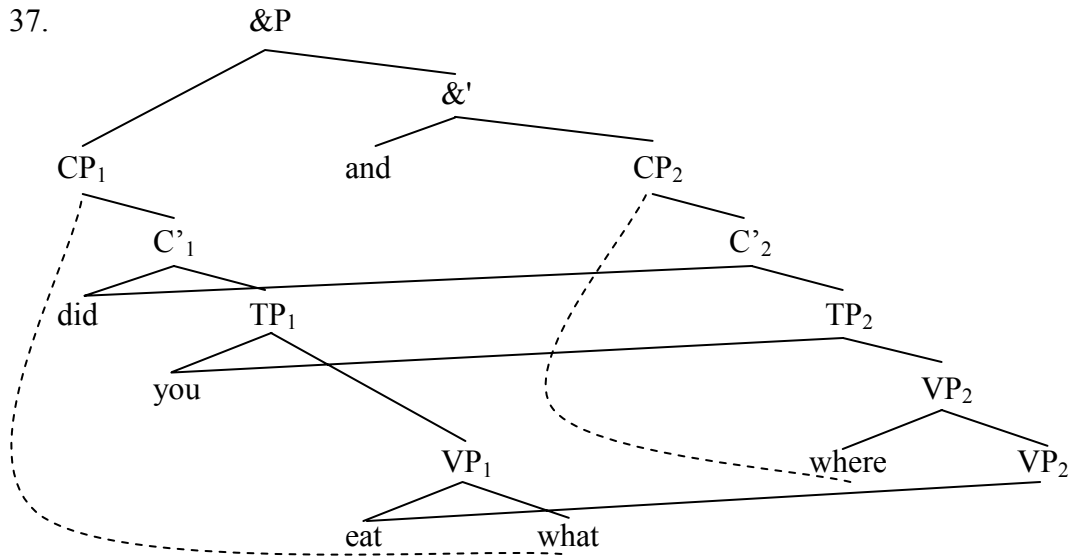 37. &P
&'
CP₁ and CP₂
C’₁ C’₂
did TP₁ TP₂
you VP₂
VP₁ where VP₂
eat what